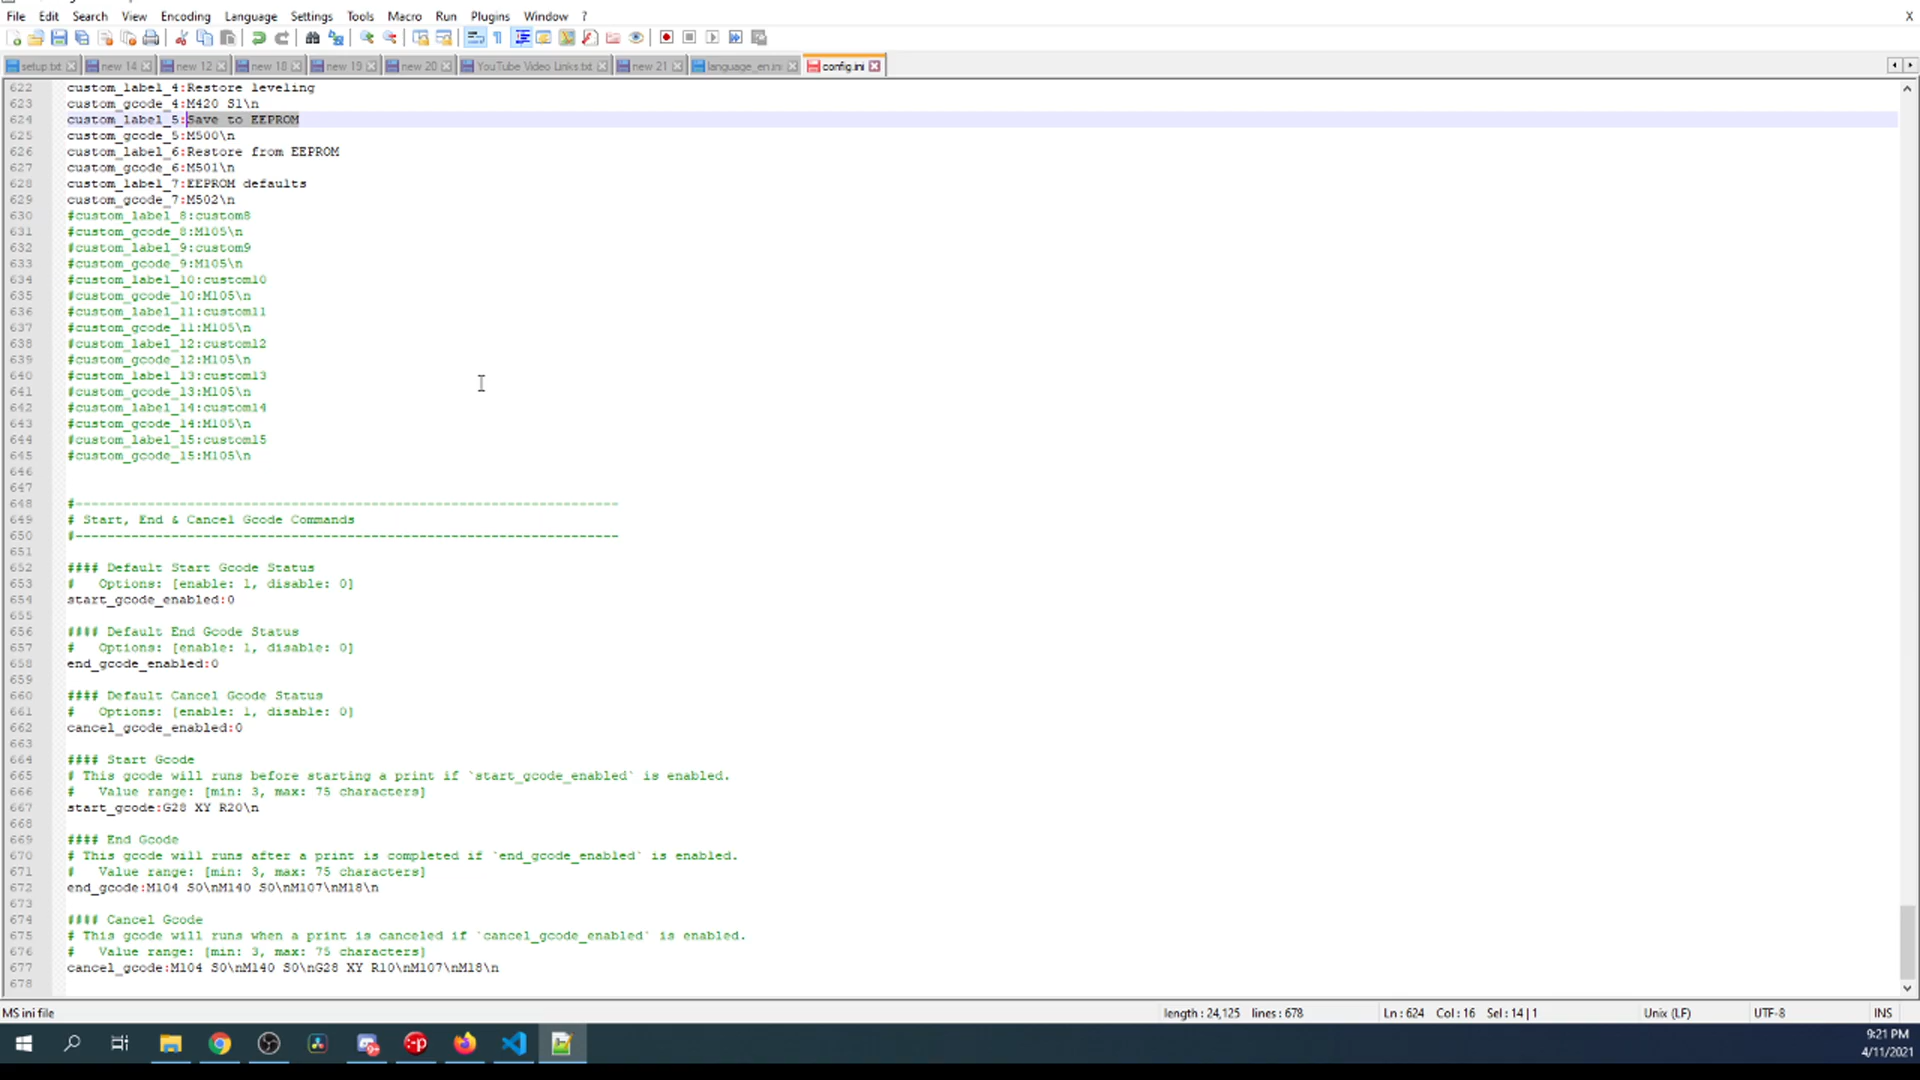 File Edit Search View Encoding Language Settings Tools Macro Run Plugins Window ? X
setup.txt new 14 new 12 new 18 new 19 new 20 YouTube Video Links.txt new 21 language_en.ini config.ini
622 custom_label_4:Restore leveling
623 custom_gcode_4:M420 S1\n
624 custom_label_5:Save to EEPROM
625 custom_gcode_5:M500\n
626 custom_label_6:Restore from EEPROM
627 custom_gcode_6:M501\n
628 custom_label_7:EEPROM defaults
629 custom_gcode_7:M502\n
630 #custom_label_8:custom8
631 #custom_gcode_8:M105\n
632 #custom_label_9:custom9
633 #custom_gcode_9:M105\n
634 #custom_label_10:custom10
635 #custom_gcode_10:M105\n
636 #custom_label_11:custom11
637 #custom_gcode_11:M105\n
638 #custom_label_12:custom12
639 #custom_gcode_12:M105\n
640 #custom_label_13:custom13
641 #custom_gcode_13:M105\n
642 #custom_label_14:custom14
643 #custom_gcode_14:M105\n
644 #custom_label_15:custom15
645 #custom_gcode_15:M105\n
646
647
648 #--------------------------------------------------------------------
649 # Start, End & Cancel Gcode Commands
650 #--------------------------------------------------------------------
651
652 #### Default Start Gcode Status
653 # Options: [enable: 1, disable: 0]
654 start_gcode_enabled:0
655
656 #### Default End Gcode Status
657 # Options: [enable: 1, disable: 0]
658 end_gcode_enabled:0
659
660 #### Default Cancel Gcode Status
661 # Options: [enable: 1, disable: 0]
662 cancel_gcode_enabled:0
663
664 #### Start Gcode
665 # This gcode will runs before starting a print if `start_gcode_enabled` is enabled.
666 # Value range: [min: 3, max: 75 characters]
667 start_gcode:G28 XY R20\n
668
669 #### End Gcode
670 # This gcode will runs after a print is completed if `end_gcode_enabled` is enabled.
671 # Value range: [min: 3, max: 75 characters]
672 end_gcode:M104 S0\nM140 S0\nM107\nM18\n
673
674 #### Cancel Gcode
675 # This gcode will runs when a print is canceled if `cancel_gcode_enabled` is enabled.
676 # Value range: [min: 3, max: 75 characters]
677 cancel_gcode:M104 S0\nM140 S0\nG28 XY R10\nM107\nM18\n
678
MS ini file length : 24,125 lines : 678 Ln : 624 Col : 16 Sel : 14 | 1 Unix (LF) UTF-8 INS
9:21 PM
4/11/2021